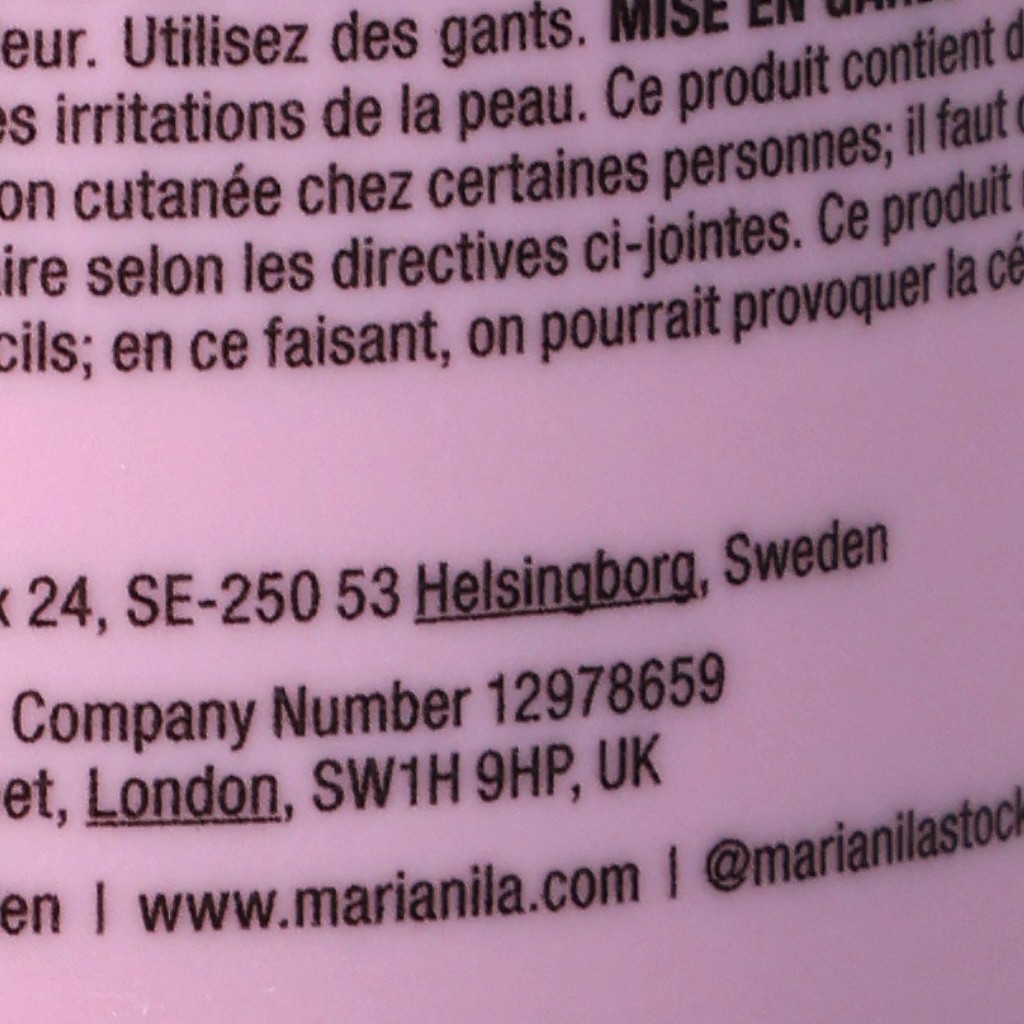 eur. Utilisez des gants. MISE EN
es irritations de la peau. Ce produit contient
on cutanée chez certaines personnes; il faut
ire selon les directives ci-jointes. Ce produit
cils; en ce faisant, on pourrait provoquer la cé
24, SE-250 53 Helsingborg, Sweden
Company Number 12978659
et, London, SW1H 9HP, UK
en | www.marianila.com | @marianilastock